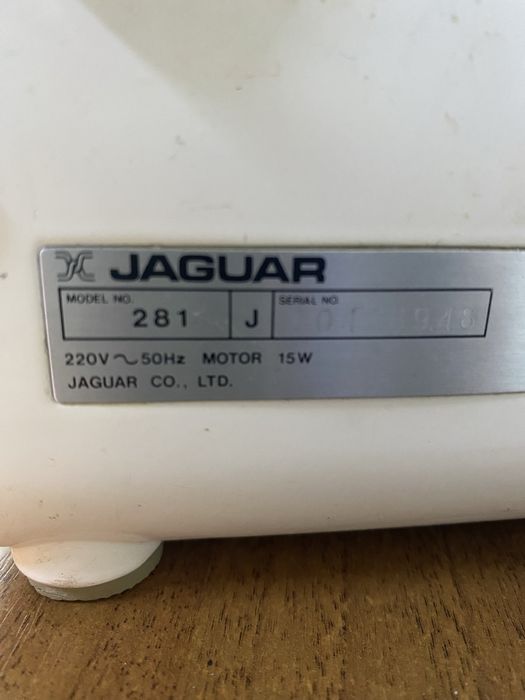 JAGUAR
MODEL NO. 281 J SERIAL NO.
220V ~ 50Hz MOTOR 15W
JAGUAR CO., LTD.